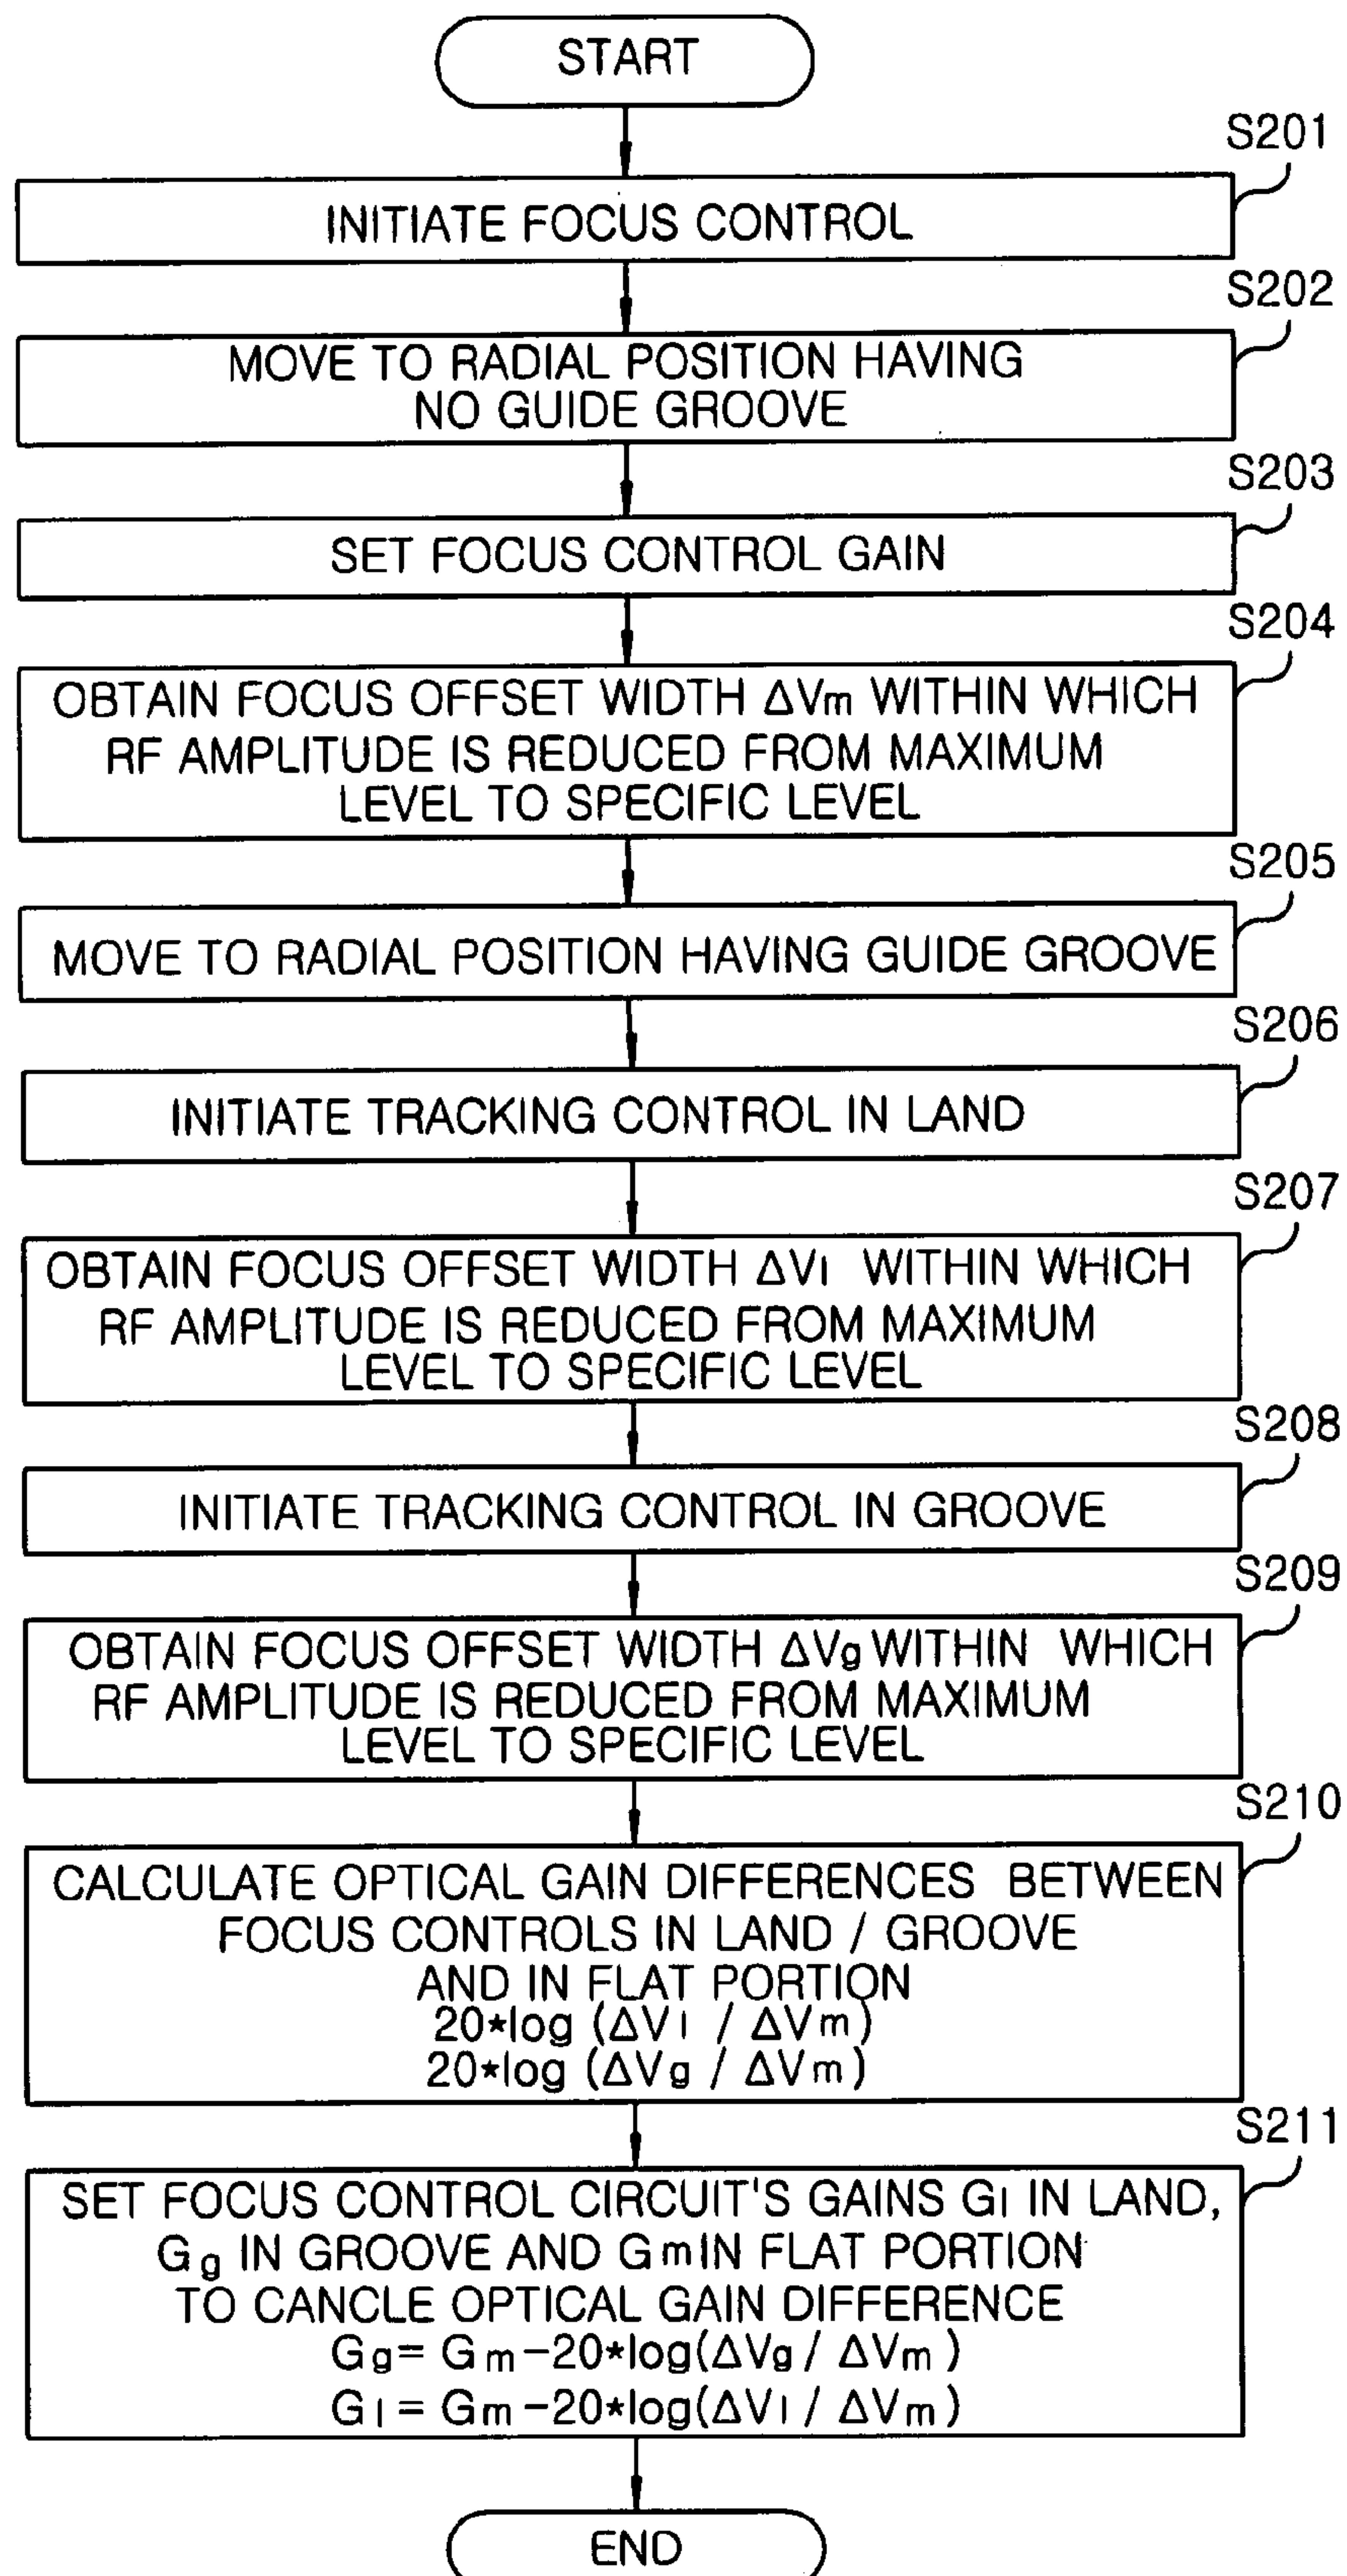 START
S201
INITIATE FOCUS CONTROL
S202
MOVE TO RADIAL POSITION HAVING
NO GUIDE GROOVE
S203
SET FOCUS CONTROL GAIN
S204
OBTAIN FOCUS OFFSET WIDTH ΔVm WITHIN WHICH
RF AMPLITUDE IS REDUCED FROM MAXIMUM
LEVEL TO SPECIFIC LEVEL
S205
MOVE TO RADIAL POSITION HAVING GUIDE GROOVE
S206
INITIATE TRACKING CONTROL IN LAND
S207
OBTAIN FOCUS OFFSET WIDTH ΔVl WITHIN WHICH
RF AMPLITUDE IS REDUCED FROM MAXIMUM
LEVEL TO SPECIFIC LEVEL
S208
INITIATE TRACKING CONTROL IN GROOVE
S209
OBTAIN FOCUS OFFSET WIDTH ΔVg WITHIN WHICH
RF AMPLITUDE IS REDUCED FROM MAXIMUM
LEVEL TO SPECIFIC LEVEL
S210
CALCULATE OPTICAL GAIN DIFFERENCES BETWEEN
FOCUS CONTROLS IN LAND / GROOVE
AND IN FLAT PORTION
20*log (ΔVl / ΔVm)
20*log (ΔVg / ΔVm)
S211
SET FOCUS CONTROL CIRCUIT'S GAINS Gl IN LAND,
Gg IN GROOVE AND Gm IN FLAT PORTION
TO CANCLE OPTICAL GAIN DIFFERENCE
Gg= Gm-20*log(ΔVg / ΔVm)
Gl = Gm-20*log(ΔVl / ΔVm)
END